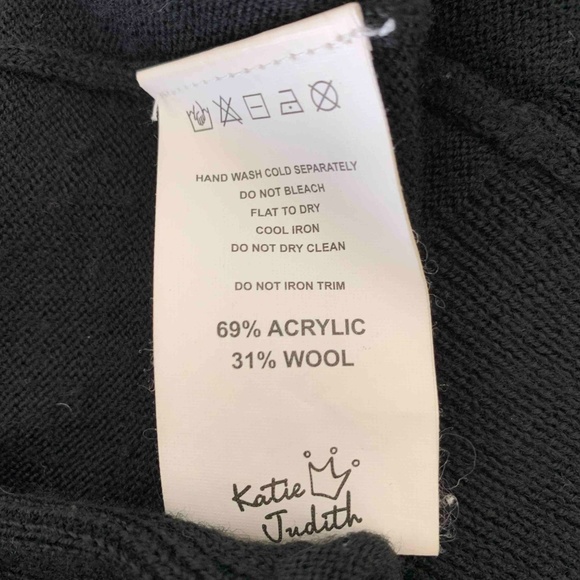 HAND WASH COLD SEPARATELY
DO NOT BLEACH
FLAT TO DRY
COOL IRON
DO NOT DRY CLEAN
DO NOT IRON TRIM
69% ACRYLIC
31% WOOL
Katie
Judith